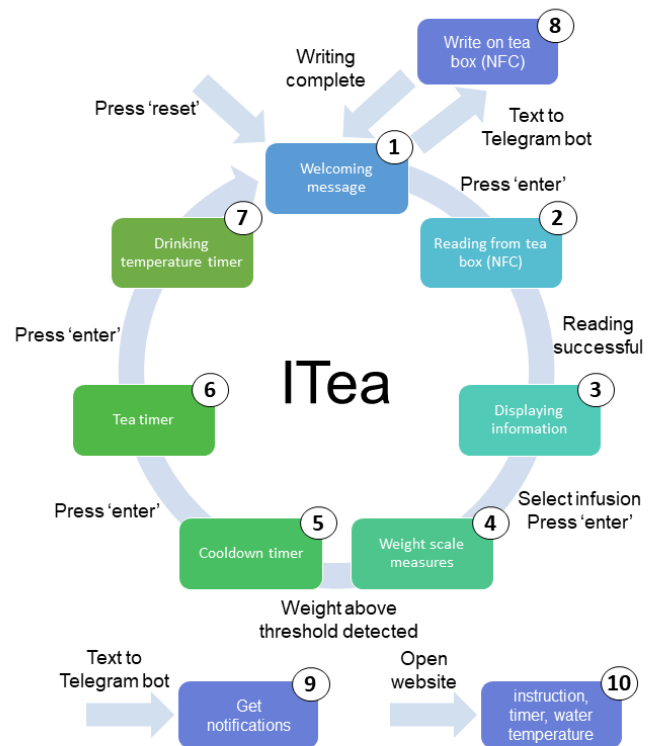 8
Write on tea
box (NFC)
Writing
complete
Press ‘reset’
Text to
Telegram bot
1
Welcoming
message
Press ‘enter’
7
Drinking
temperature timer
2
Reading from tea
box (NFC)
Press ‘enter’
Reading
successful
ITea
6
Tea timer
3
Displaying
information
Press ‘enter’
Select infusion
Press ‘enter’
5
Cooldown timer
4
Weight scale
measures
Weight above
threshold detected
Text to
Telegram bot
9
Get
notifications
Open
website
10
instruction,
timer, water
temperature